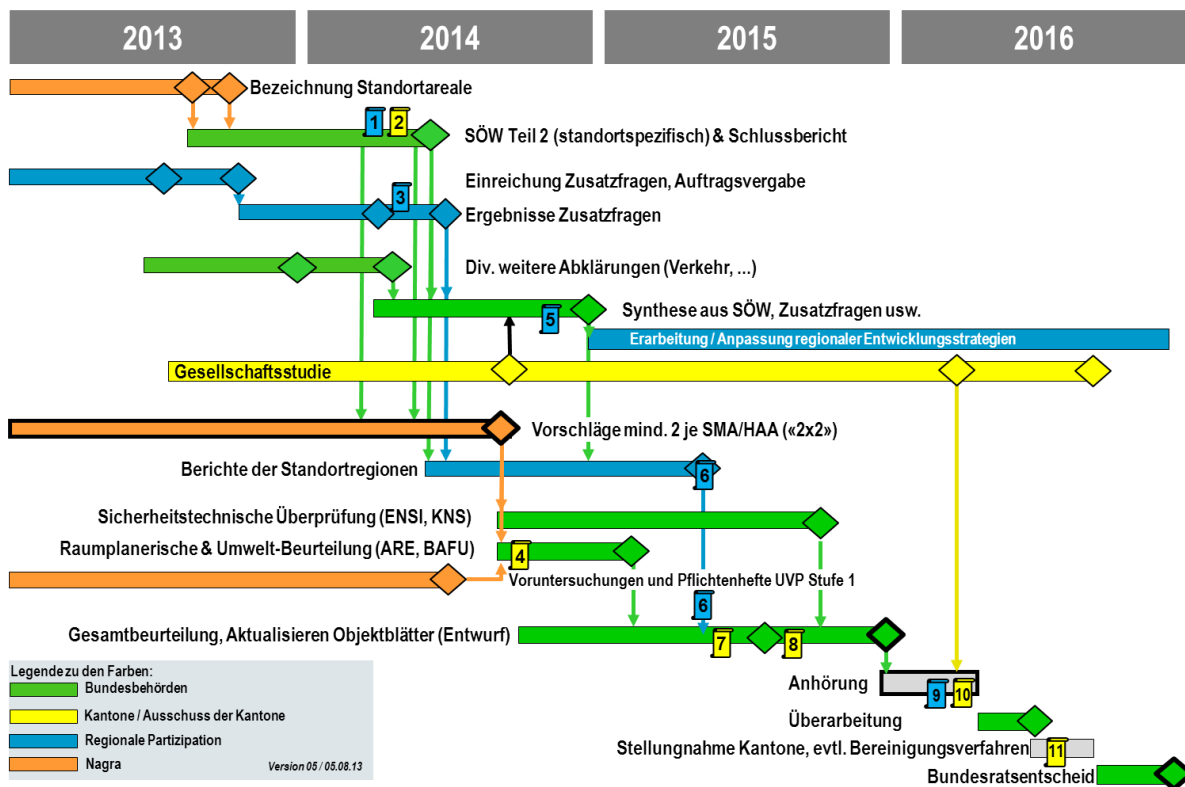 2013 2014 2015 2016
Bezeichnung Standortareale
1 2
SÖW Teil 2 (standortspezifisch) & Schlussbericht
Einreichung Zusatzfragen, Auftragsvergabe
3
Ergebnisse Zusatzfragen
Div. weitere Abklärungen (Verkehr, ...)
5
Synthese aus SÖW, Zusatzfragen usw.
Erarbeitung / Anpassung regionaler Entwicklungsstrategien
Gesellschaftsstudie
Vorschläge mind. 2 je SMA/HAA («2x2»)
Berichte der Standortregionen
6
Sicherheitstechnische Überprüfung (ENSI, KNS)
Raumplanerische & Umwelt-Beurteilung (ARE, BAFU)
4
Voruntersuchungen und Pflichtenhefte UVP Stufe 1
6
Gesamtbeurteilung, Aktualisieren Objektblätter (Entwurf)
7 8
Anhörung
9 10
Überarbeitung
Stellungnahme Kantone, evtl. Bereinigungsverfahren
11
Bundesratsentscheid
Legende zu den Farben:
Bundesbehörden
Kantone / Ausschuss der Kantone
Regionale Partizipation
Nagra
Version 05 / 05.08.13